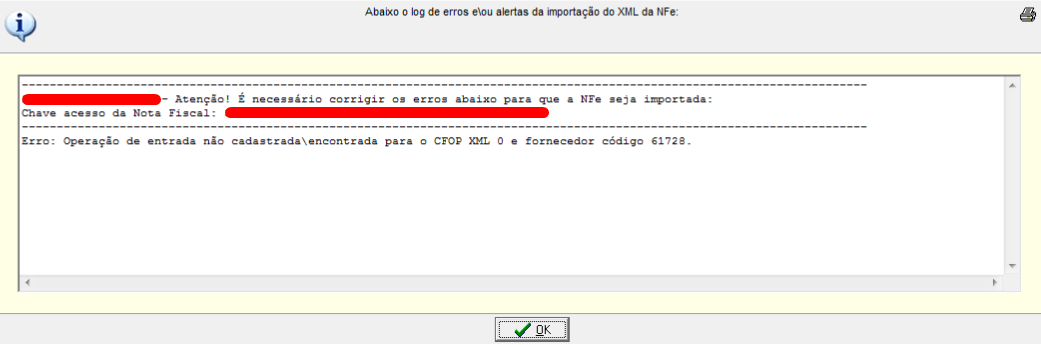 Abaixo o log de erros e\ou alertas da importação do XML da NFe:
--------------------------------------------------------------------------------------------------------------------------
- Atenção! É necessário corrigir os erros abaixo para que a NFe seja importada:
Chave acesso da Nota Fiscal:
--------------------------------------------------------------------------------------------------------------------------
Erro: Operação de entrada não cadastrada\encontrada para o CFOP XML 0 e fornecedor código 61728.
OK